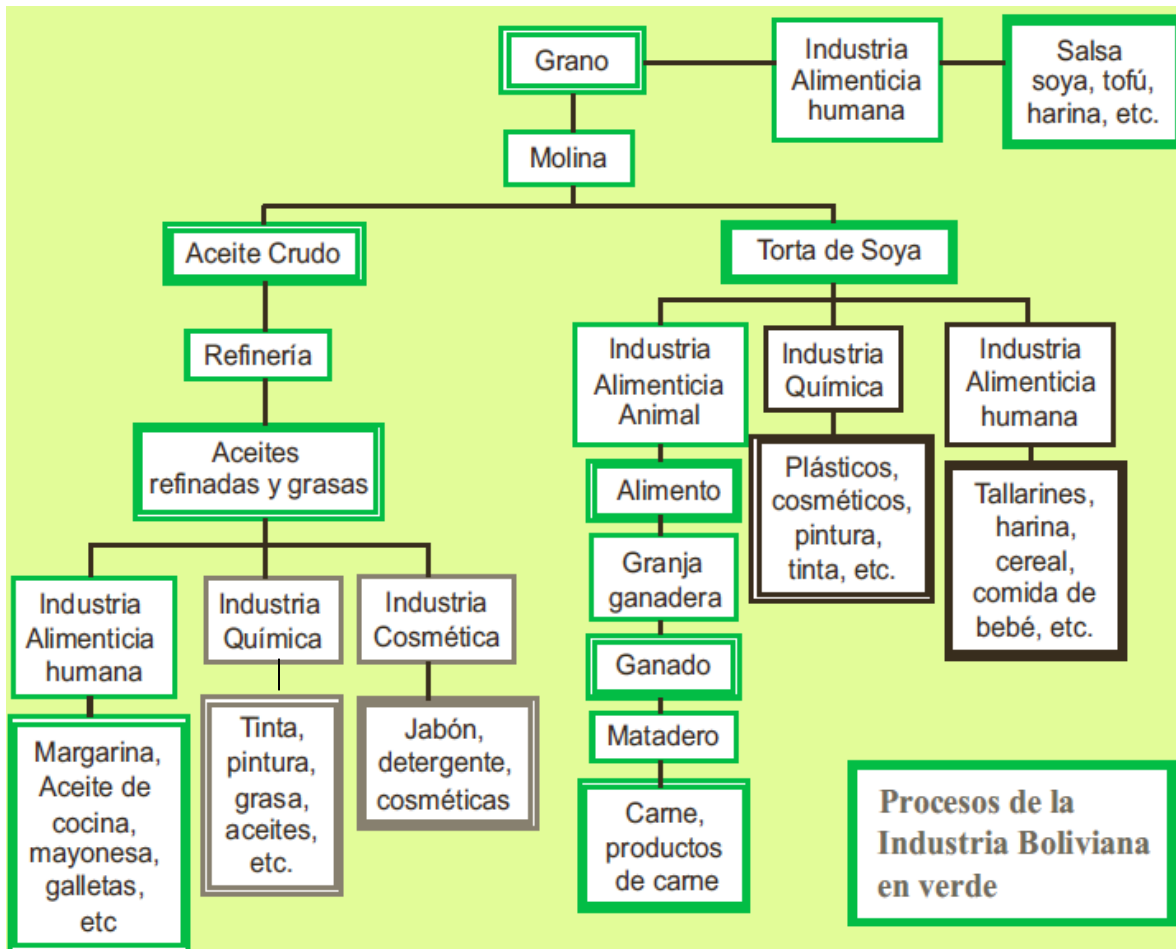 Grano
Industria
Alimenticia
humana
Salsa
soya, tofú,
harina, etc.
Molina
Aceite Crudo
Torta de Soya
Refinería
Industria
Alimenticia
Animal
Industria
Química
Industria
Alimenticia
humana
Aceites
refinadas y grasas
Alimento
Plásticos,
cosméticos,
pintura,
tinta, etc.
Tallarines,
harina,
cereal,
comida de
bebé, etc.
Granja
ganadera
Industria
Alimenticia
humana
Industria
Química
Industria
Cosmética
Ganado
Matadero
Margarina,
Aceite de
cocina,
mayonesa,
galletas,
etc
Tinta,
pintura,
grasa,
aceites,
etc.
Jabón,
detergente,
cosméticas
Carne,
productos
de carne
Procesos de la
Industria Boliviana
en verde